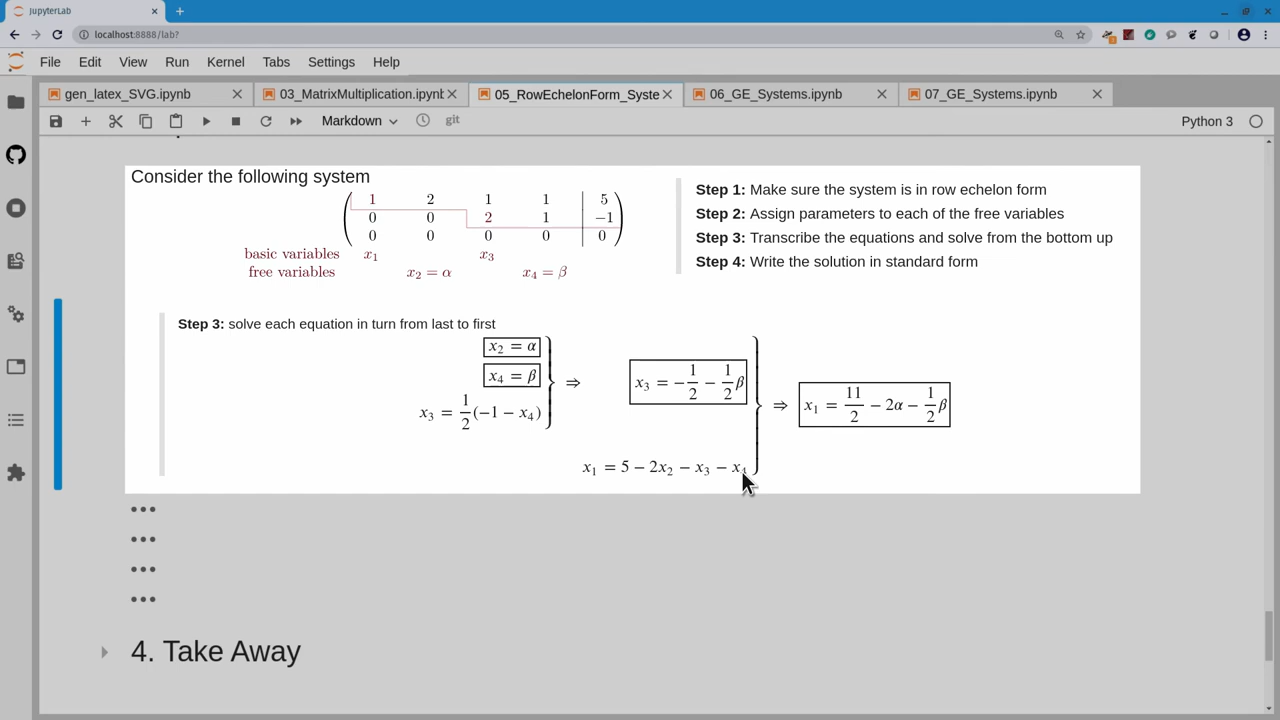 JupyterLab
localhost:8888/lab?
File Edit View Run Kernel Tabs Settings Help
gen_latex_SVG.ipynb 03_MatrixMultiplication.ipynb 05_RowEchelonForm_Syste 06_GE_Systems.ipynb 07_GE_Systems.ipynb
Markdown git Python 3
Consider the following system
1 2 1 1 | 5
0 0 2 1 | −1
0 0 0 0 | 0
basic variables x₁ x₃
free variables x₂ = α x₄ = β
Step 1: Make sure the system is in row echelon form
Step 2: Assign parameters to each of the free variables
Step 3: Transcribe the equations and solve from the bottom up
Step 4: Write the solution in standard form
Step 3: solve each equation in turn from last to first
x₂ = α
x₄ = β
x₃ = 1/2 (−1 − x₄)
⇒ x₃ = −1/2 − 1/2 β
x₁ = 5 − 2x₂ − x₃ − x₄
⇒ x₁ = 11/2 − 2α − 1/2 β
4. Take Away